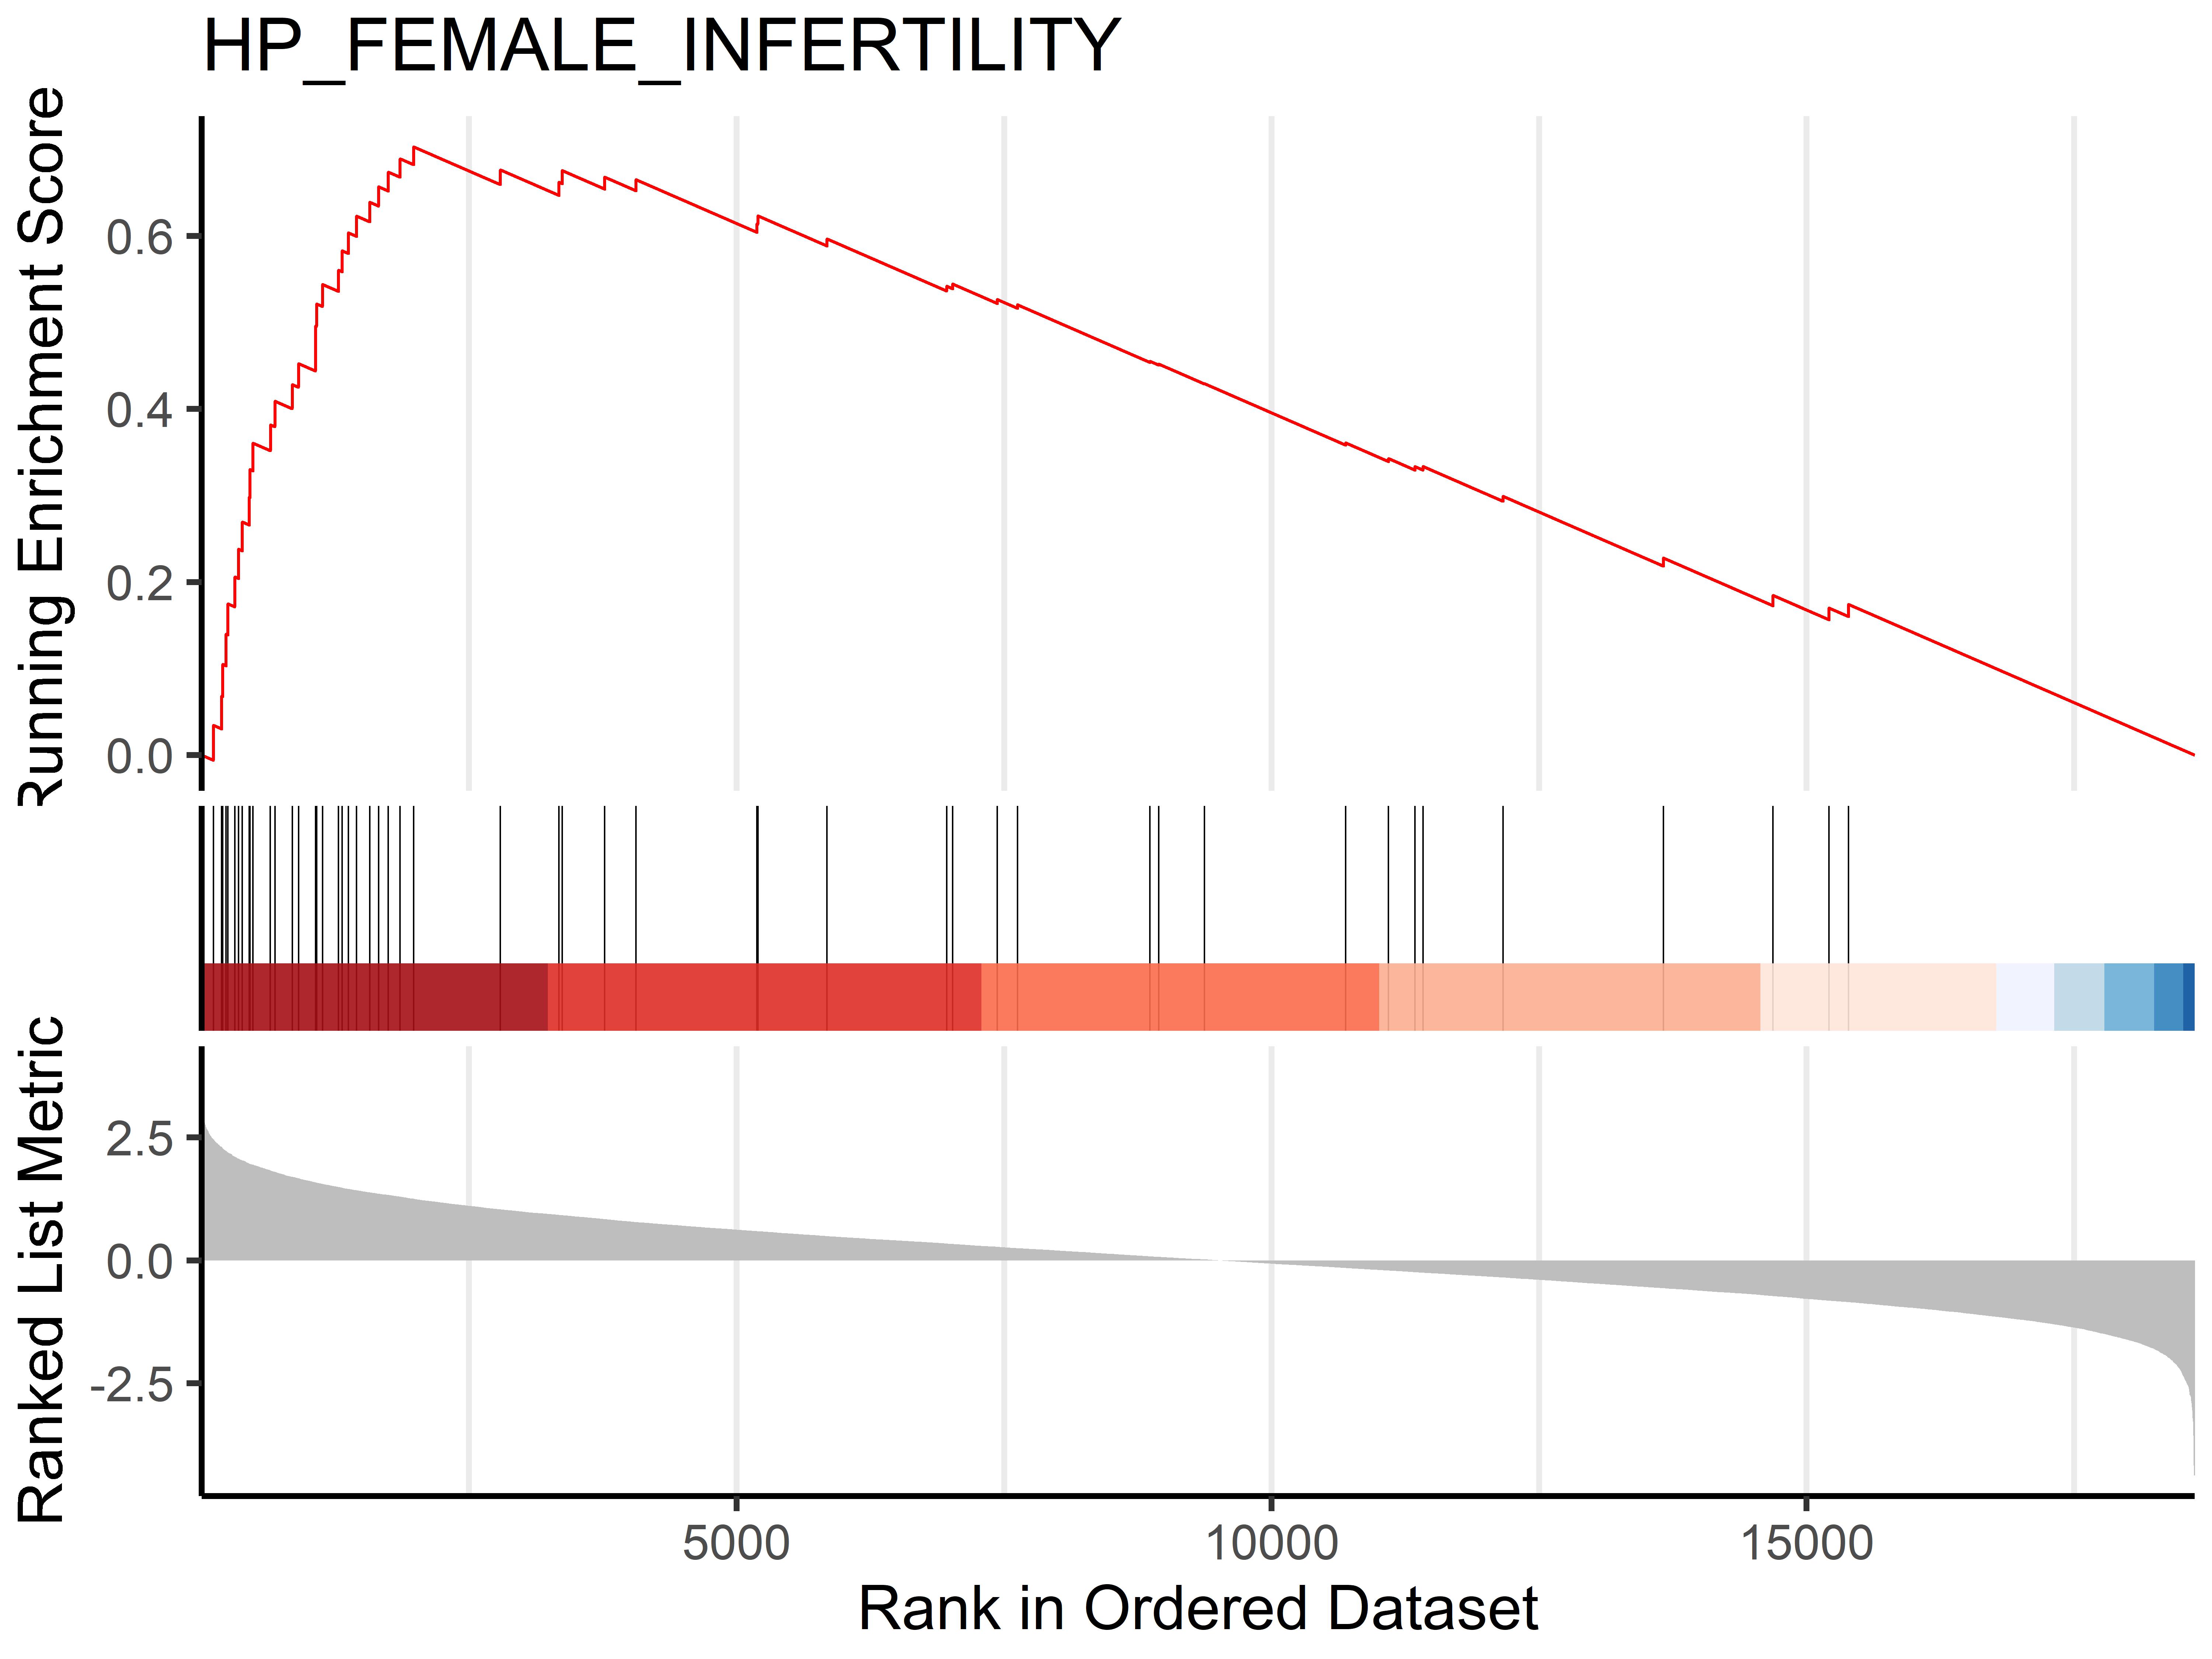 HP_FEMALE_INFERTILITY
Running Enrichment Score
0.6
0.4
0.2
0.0
Ranked List Metric
2.5
0.0
-2.5
5000 10000 15000
Rank in Ordered Dataset